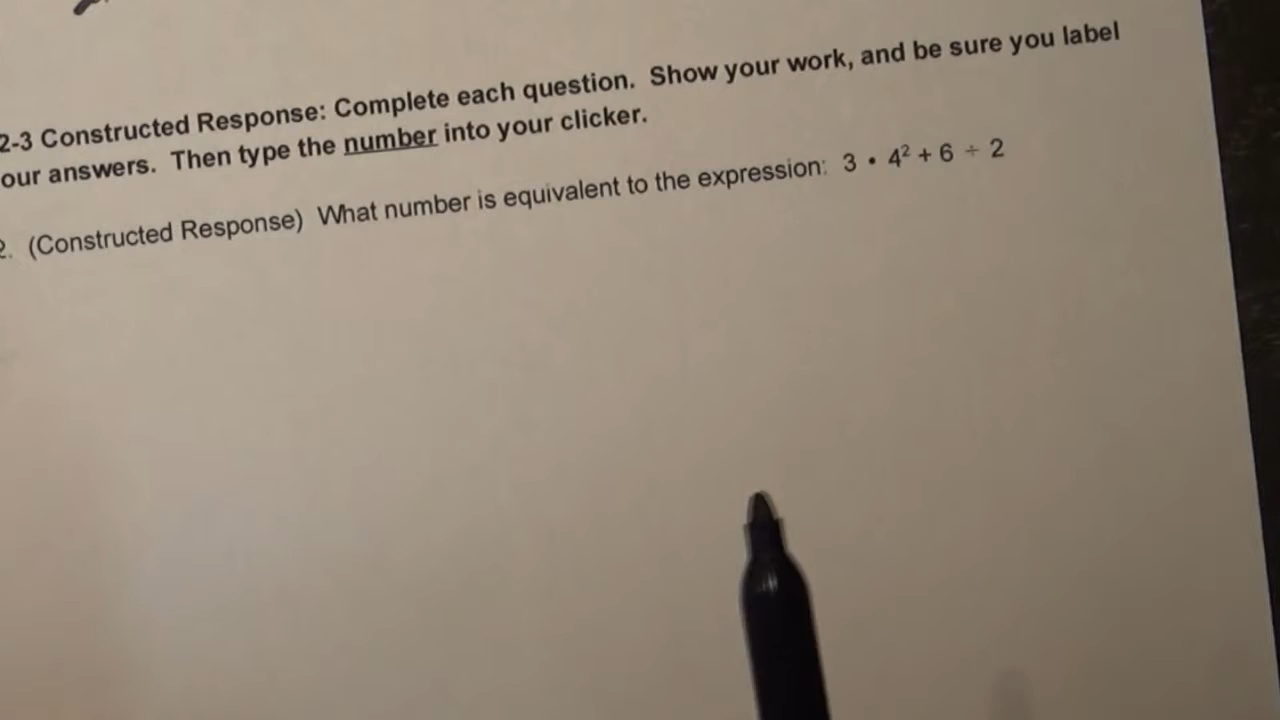 2-3 Constructed Response: Complete each question. Show your work, and be sure you label
our answers. Then type the number into your clicker.
2. (Constructed Response) What number is equivalent to the expression: 3 • 4² + 6 ÷ 2